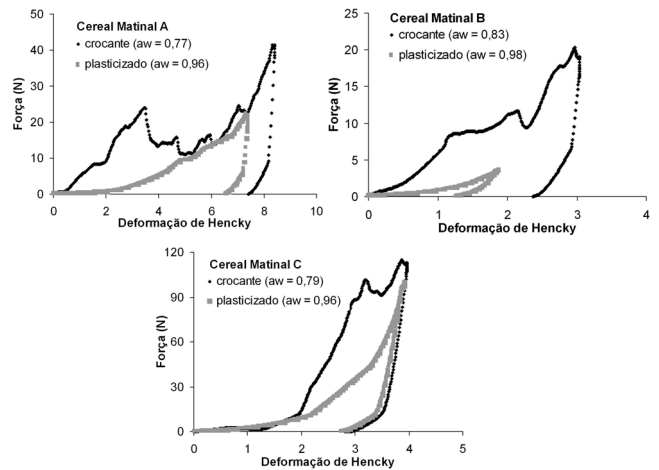 Cereal Matinal A
crocante (aw = 0,77)
plasticizado (aw = 0,96)
Força (N)
50
40
30
20
10
0
0 2 4 6 8 10
Deformação de Hencky
Cereal Matinal B
crocante (aw = 0,83)
plasticizado (aw = 0,98)
Força (N)
25
20
15
10
5
0
0 1 2 3 4
Deformação de Hencky
Cereal Matinal C
crocante (aw = 0,79)
plasticizado (aw = 0,96)
Força (N)
120
90
60
30
0
0 1 2 3 4 5
Deformação de Hencky